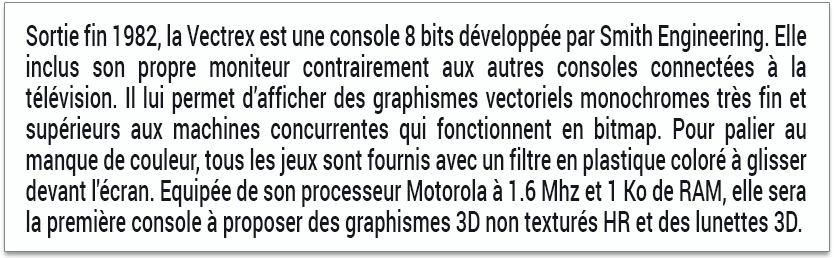 Sortie fin 1982, la Vectrex est une console 8 bits développée par Smith Engineering. Elle
inclus son propre moniteur contrairement aux autres consoles connectées à la
télévision. Il lui permet d'afficher des graphismes vectoriels monochromes très fin et
supérieurs aux machines concurrentes qui fonctionnent en bitmap. Pour palier au
manque de couleur, tous les jeux sont fournis avec un filtre en plastique coloré à glisser
devant l'écran. Equipée de son processeur Motorola à 1.6 Mhz et 1 Ko de RAM, elle sera
la première console à proposer des graphismes 3D non texturés HR et des lunettes 3D.